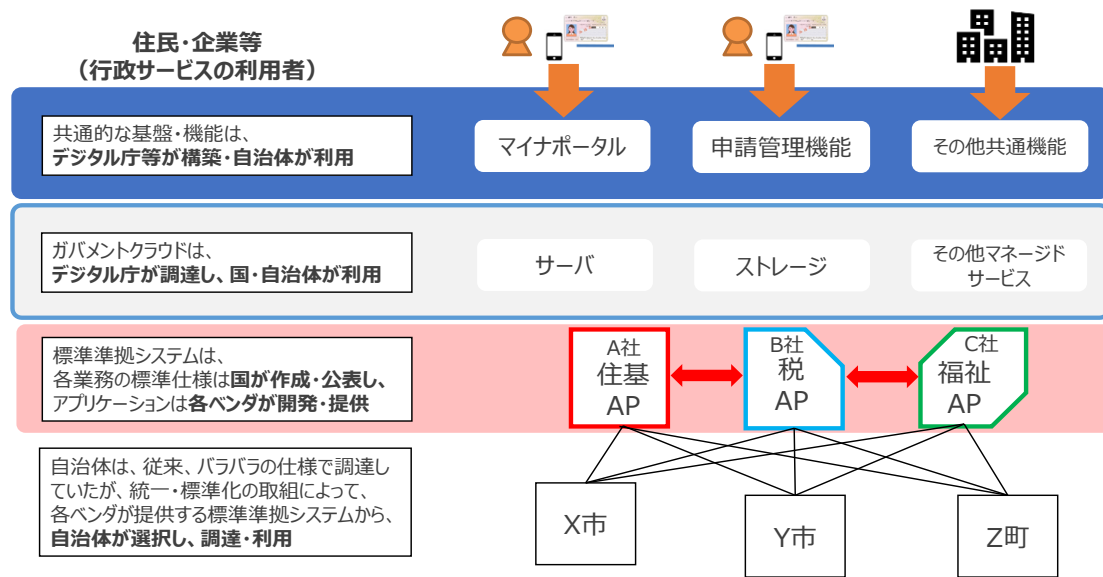 住民・企業等
（行政サービスの利用者）
共通的な基盤・機能は、
デジタル庁等が構築・自治体が利用
マイナポータル
申請管理機能
その他共通機能
ガバメントクラウドは、
デジタル庁が調達し、国・自治体が利用
サーバ
ストレージ
その他マネージド
サービス
標準準拠システムは、
各業務の標準仕様は国が作成・公表し、
アプリケーションは各ベンダが開発・提供
A社
住基
AP
B社
税
AP
C社
福祉
AP
自治体は、従来、バラバラの仕様で調達し
ていたが、統一・標準化の取組によって、
各ベンダが提供する標準準拠システムから、
自治体が選択し、調達・利用
X市
Y市
Z町